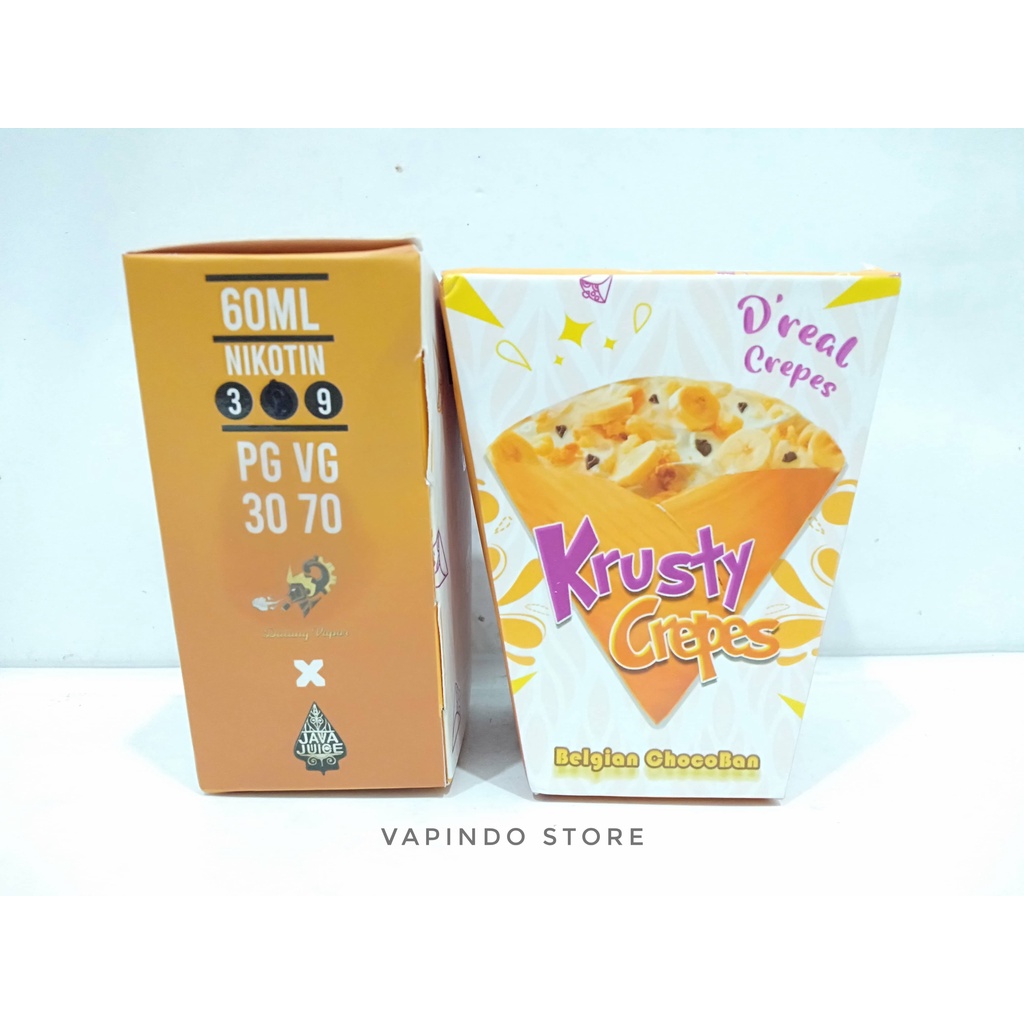 60ML
NIKOTIN
3 9
PG VG
30 70
X
JAVA
JUICE
D'real
Crepes
Krusty
Crepes
Belgian ChocoBan
VAPINDO STORE